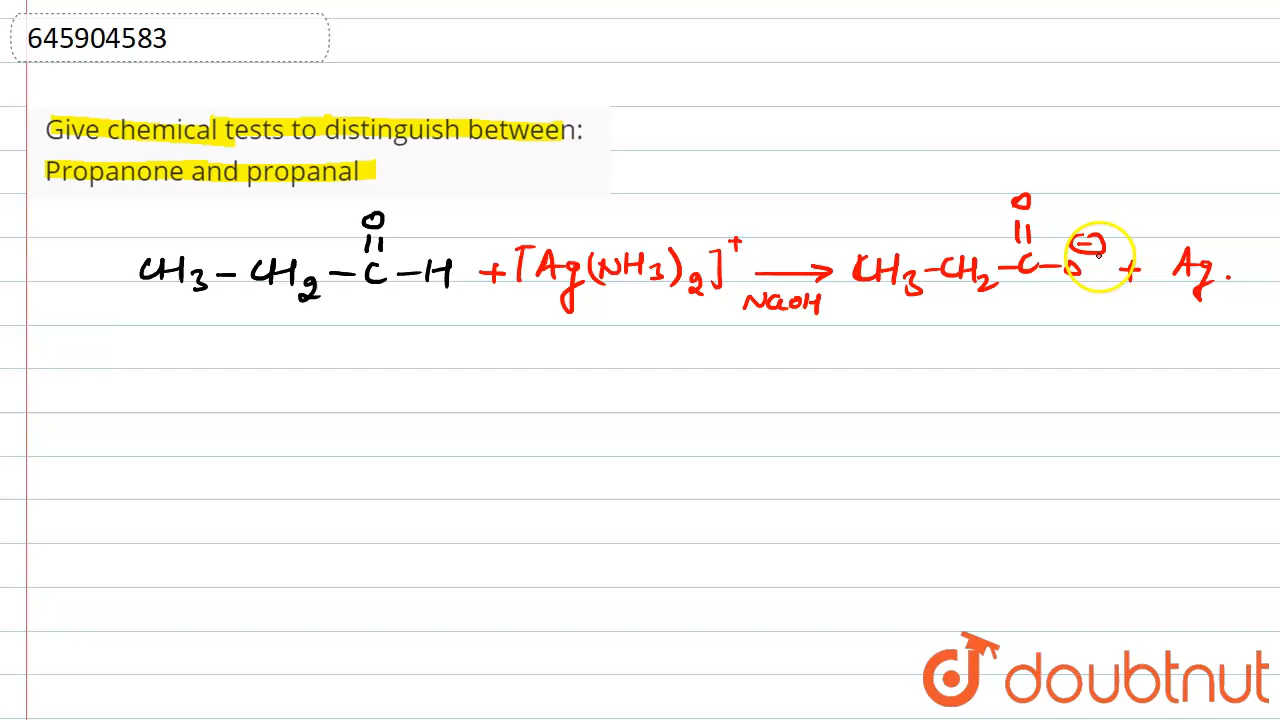 645904583
Give chemical tests to distinguish between:
Propanone and propanal
O O
|| ||
CH3 – CH2 – C – H + [Ag(NH3)2]+ ⟶ CH3 – CH2 – C – O⊖ + Ag.
NaOH
doubtnut